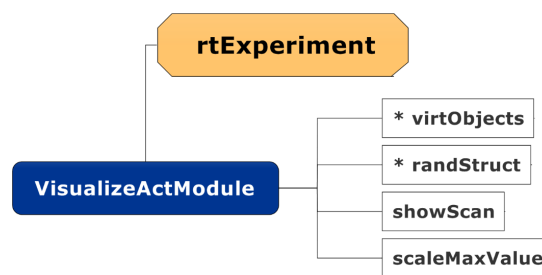 rtExperiment
* virtObjects
* randStruct
VisualizeActModule
showScan
scaleMaxValue